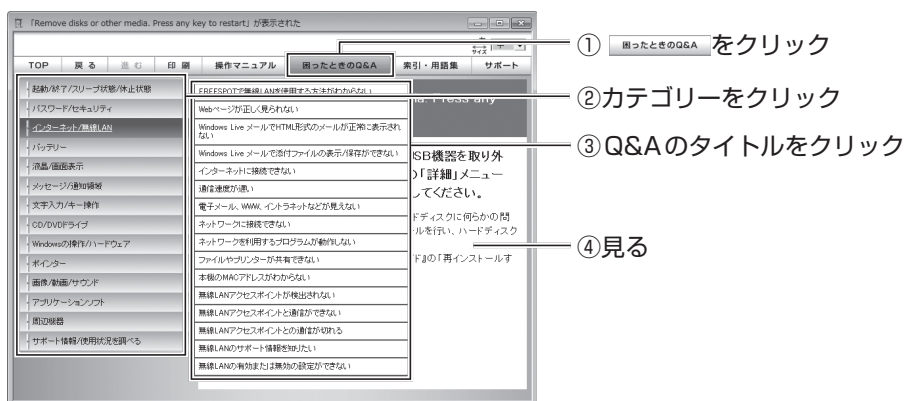 「Remove disks or other media. Press any key to restart」が表示された
サイズ 中
TOP 戻る 進む 印刷 操作マニュアル 困ったときのQ&A 索引・用語集 サポート
起動/終了/スリープ状態/休止状態
パスワード/セキュリティ
インターネット/無線LAN
バッテリー
液晶/画面表示
メッセージ/通知領域
文字入力/キー操作
CD/DVDドライブ
Windowsの操作/ハードウェア
ポインター
画像/動画/サウンド
アプリケーションソフト
周辺機器
サポート情報/使用状況を調べる
FREESPOTで無線LANを使用する方法がわからない
Webページが正しく見られない
Windows Live メールでHTML形式のメールが正常に表示され
ない
Windows Live メールで添付ファイルの表示/保存ができない
インターネットに接続できない
通信速度が遅い
電子メール、WWW、イントラネットなどが見えない
ネットワークに接続できない
ネットワークを利用するプログラムが動作しない
ファイルやプリンターが共有できない
本機のMACアドレスがわからない
無線LANアクセスポイントが検出されない
無線LANアクセスポイントと通信ができない
無線LANアクセスポイントとの通信が切れる
無線LANのサポート情報を知りたい
無線LANの有効または無効の設定ができない
ia. Press any
SB機器を取り外
「詳細」メニュー
してください。
ドディスクに何らかの問
ールを行い、ハードディスク
ド』の「再インストールす
① 困ったときのQ&A をクリック
②カテゴリーをクリック
③Q&Aのタイトルをクリック
④見る